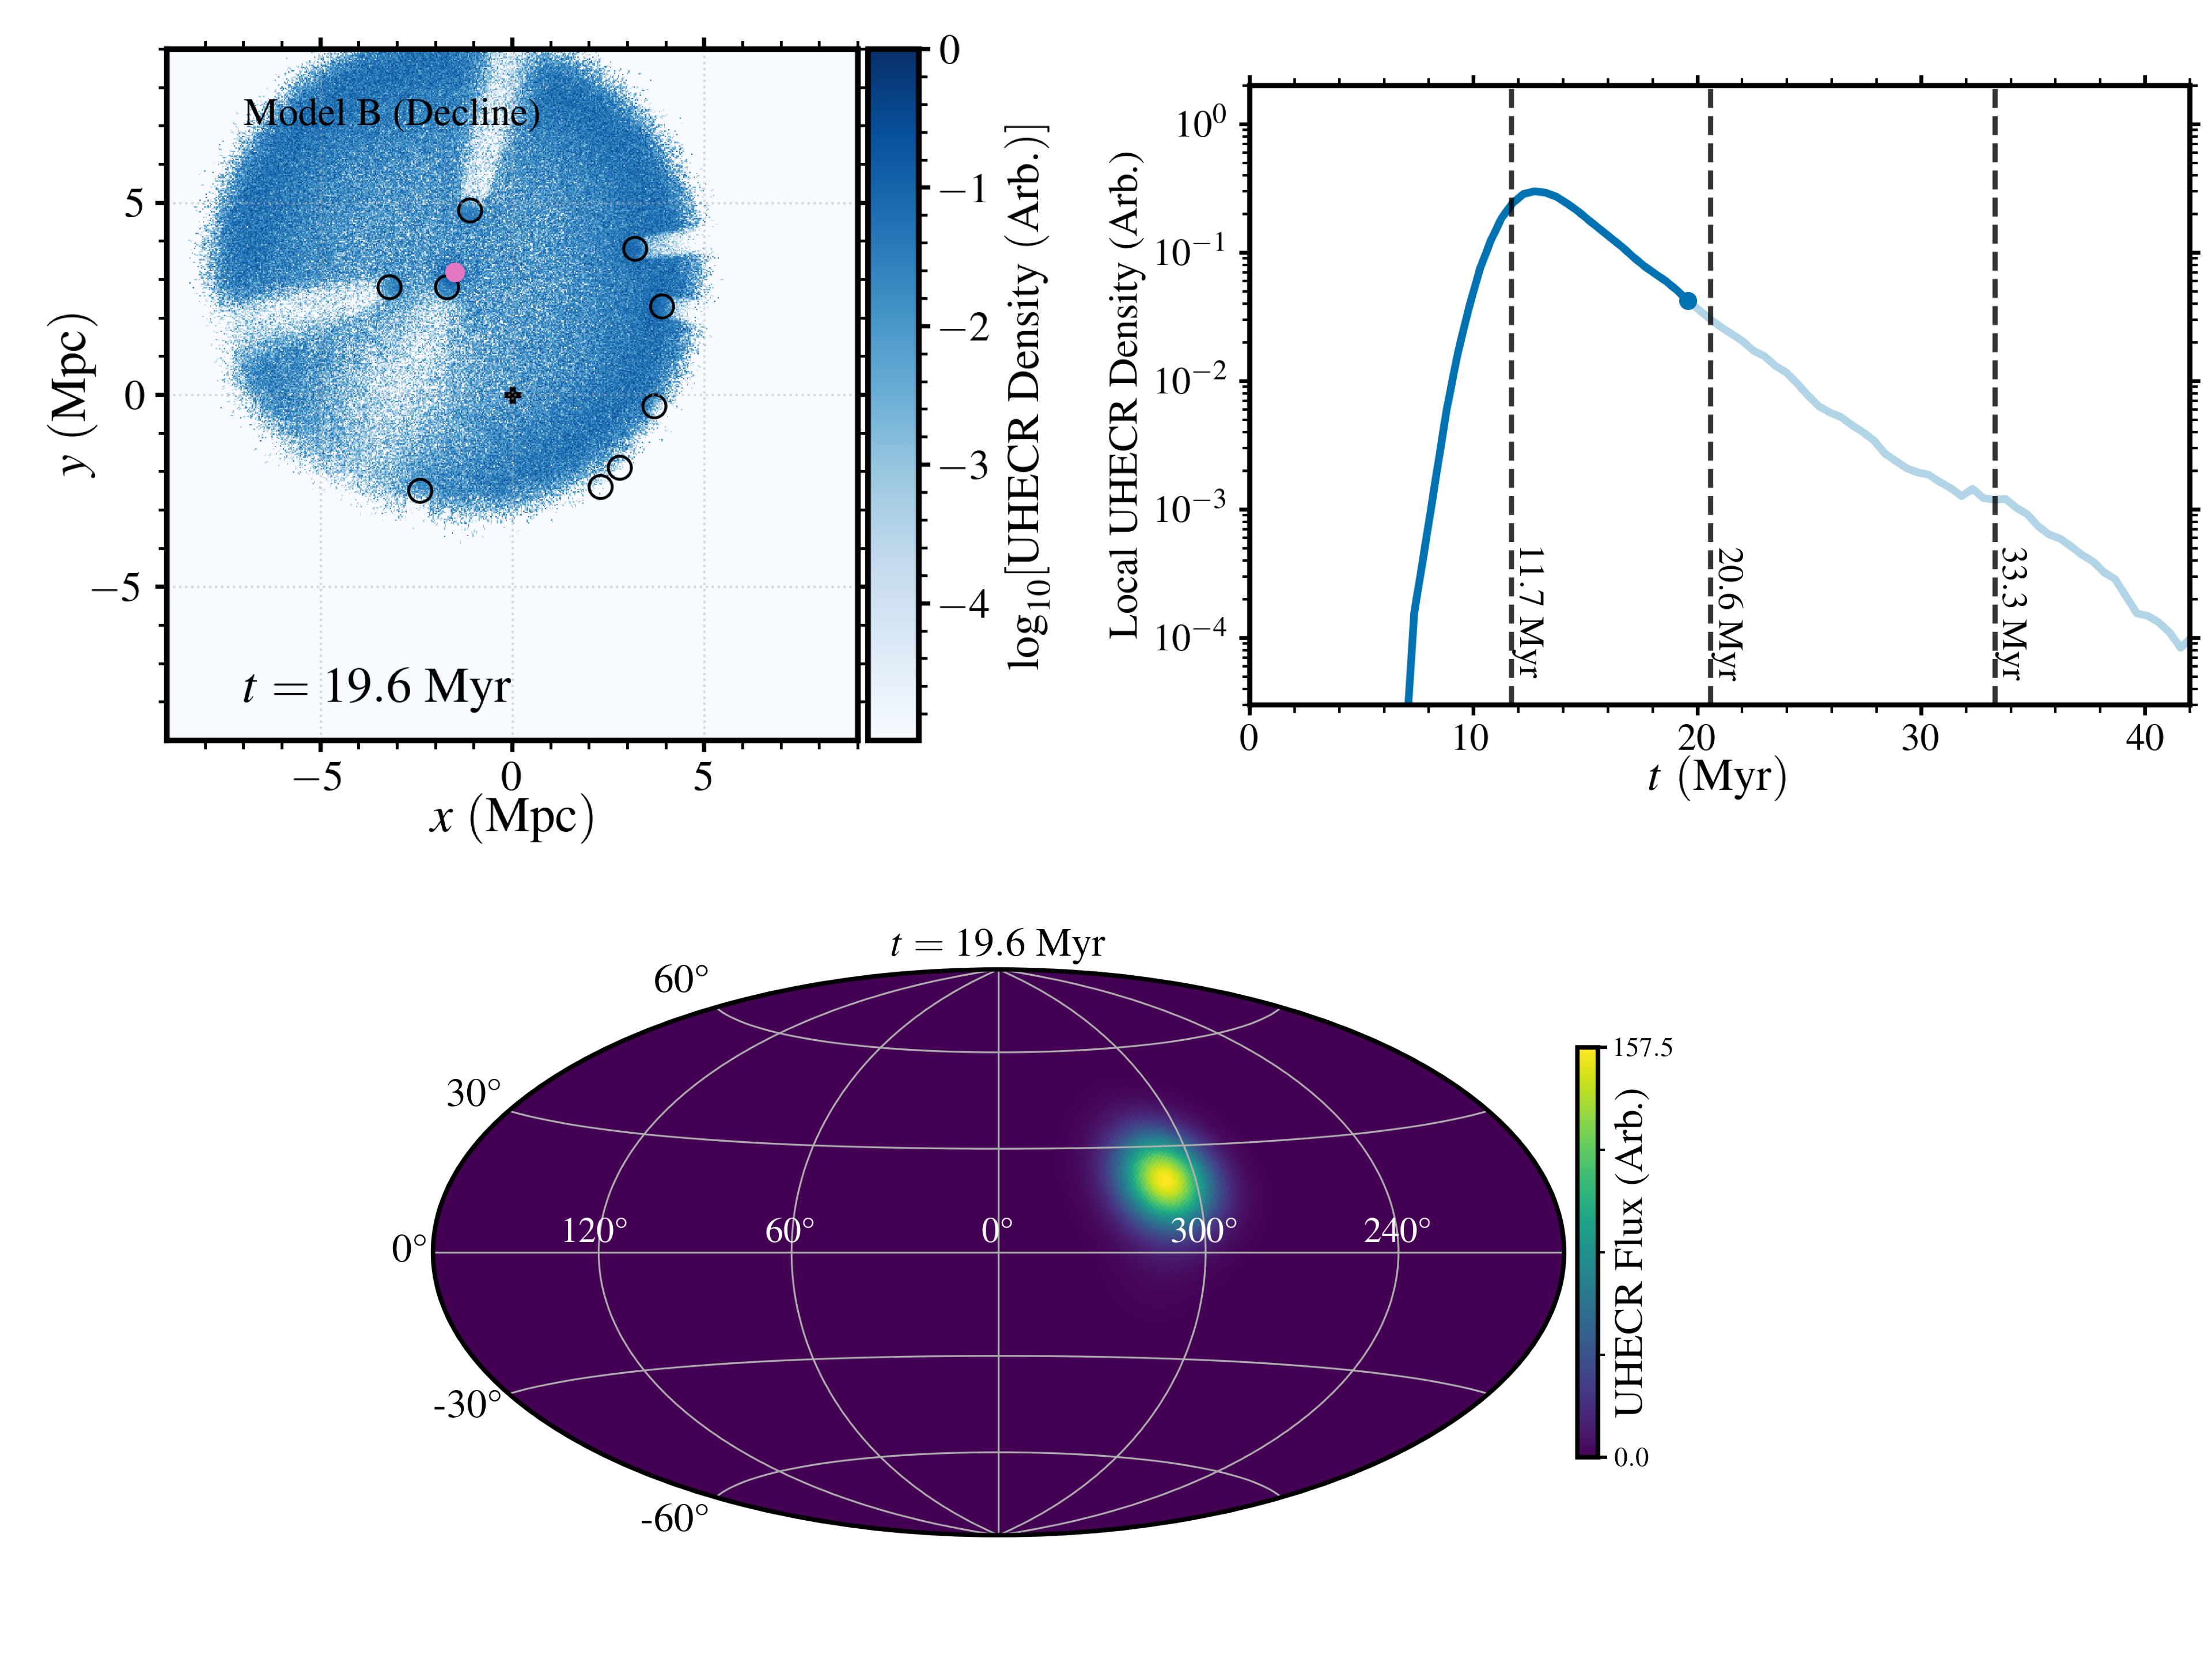 Model B (Decline)
t = 19.6 Myr
5
0
−5
y (Mpc)
−5
0
5
x (Mpc)
0
−1
−2
−3
−4
log₁₀[UHECR Density (Arb.)]
10⁰
10⁻¹
10⁻²
10⁻³
10⁻⁴
Local UHECR Density (Arb.)
11.7 Myr
20.6 Myr
33.3 Myr
0
10
20
30
40
t (Myr)
t = 19.6 Myr
60°
30°
0°
-30°
-60°
120°
60°
0°
300°
240°
157.5
0.0
UHECR Flux (Arb.)